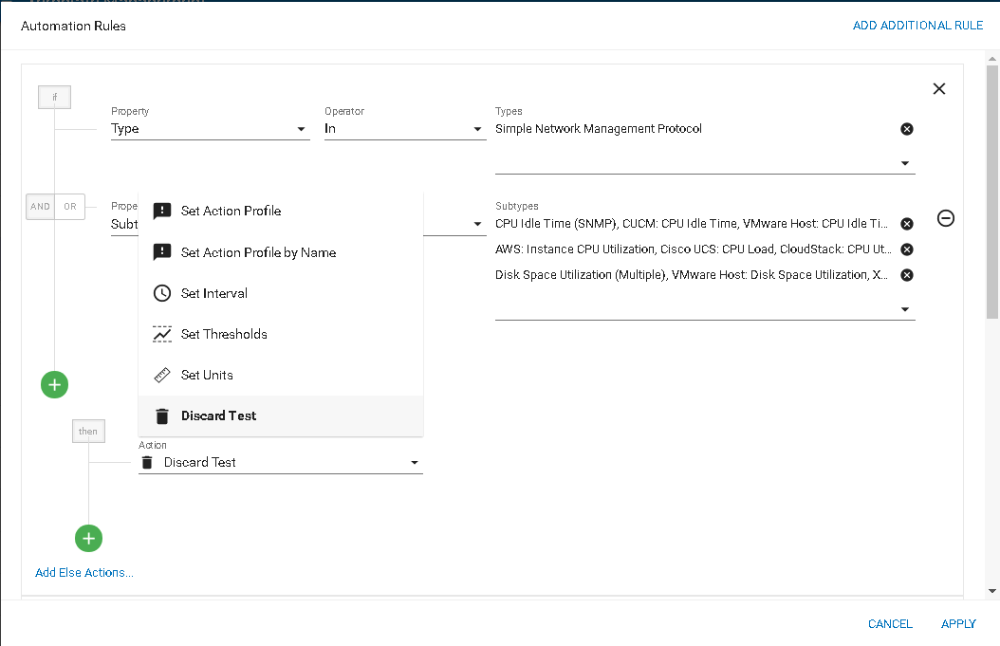 Automation Rules
ADD ADDITIONAL RULE
if
Property
Operator
Types
Type
In
Simple Network Management Protocol
AND
OR
Prope
Subtypes
Subt
CPU Idle Time (SNMP), CUCM: CPU Idle Time, VMware Host: CPU Idle Ti...
AWS: Instance CPU Utilization, Cisco UCS: CPU Load, CloudStack: CPU Ut...
Disk Space Utilization (Multiple), VMware Host: Disk Space Utilization, X...
Set Action Profile
Set Action Profile by Name
Set Interval
Set Thresholds
Set Units
Discard Test
then
Action
Discard Test
Add Else Actions...
CANCEL
APPLY